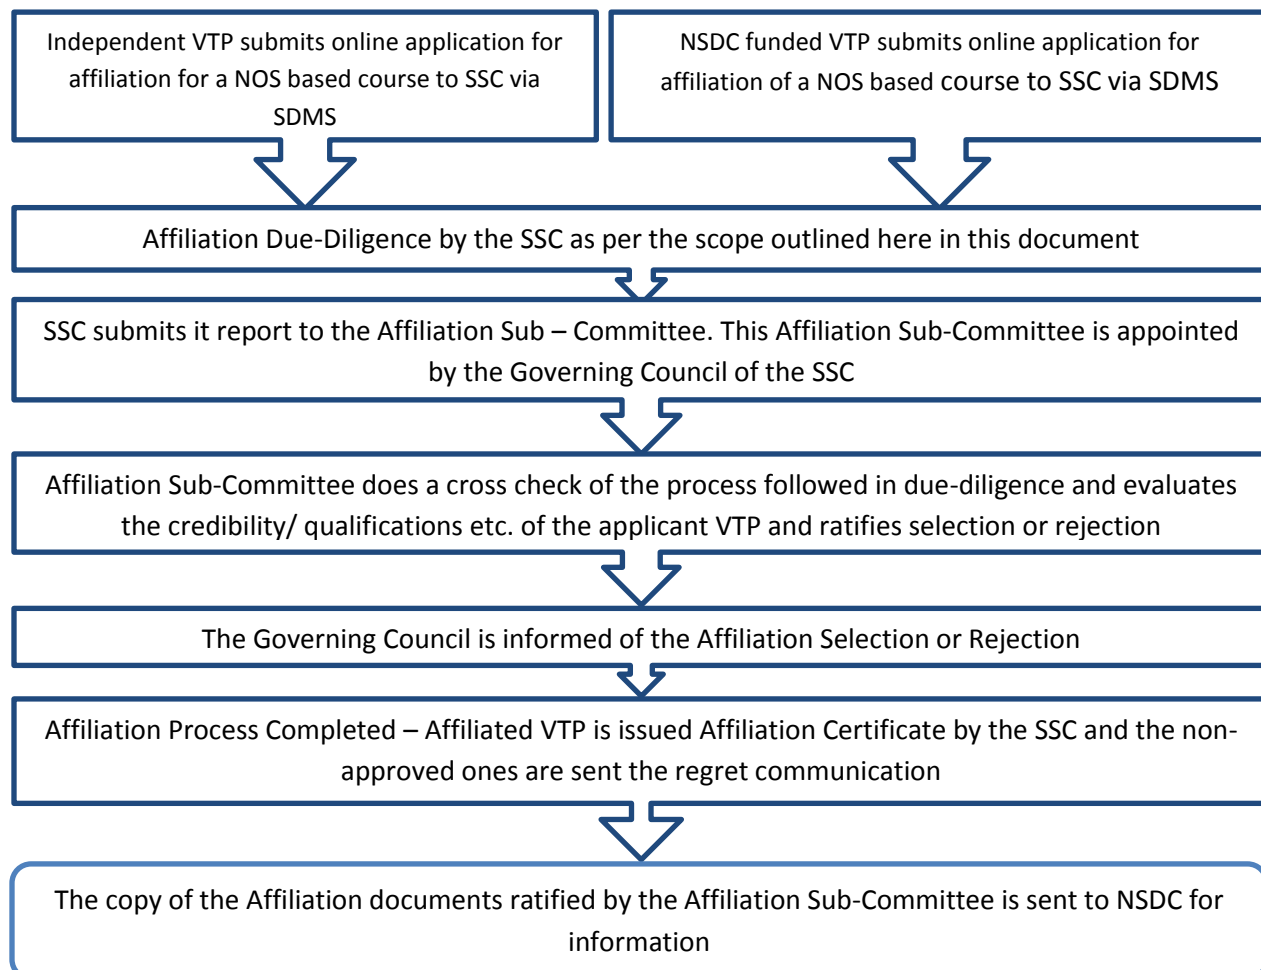 Independent VTP submits online application for
affiliation for a NOS based course to SSC via
SDMS
NSDC funded VTP submits online application for
affiliation of a NOS based course to SSC via SDMS
Affiliation Due-Diligence by the SSC as per the scope outlined here in this document
SSC submits it report to the Affiliation Sub – Committee. This Affiliation Sub-Committee is appointed
by the Governing Council of the SSC
Affiliation Sub-Committee does a cross check of the process followed in due-diligence and evaluates
the credibility/ qualifications etc. of the applicant VTP and ratifies selection or rejection
The Governing Council is informed of the Affiliation Selection or Rejection
Affiliation Process Completed – Affiliated VTP is issued Affiliation Certificate by the SSC and the non-
approved ones are sent the regret communication
The copy of the Affiliation documents ratified by the Affiliation Sub-Committee is sent to NSDC for
information